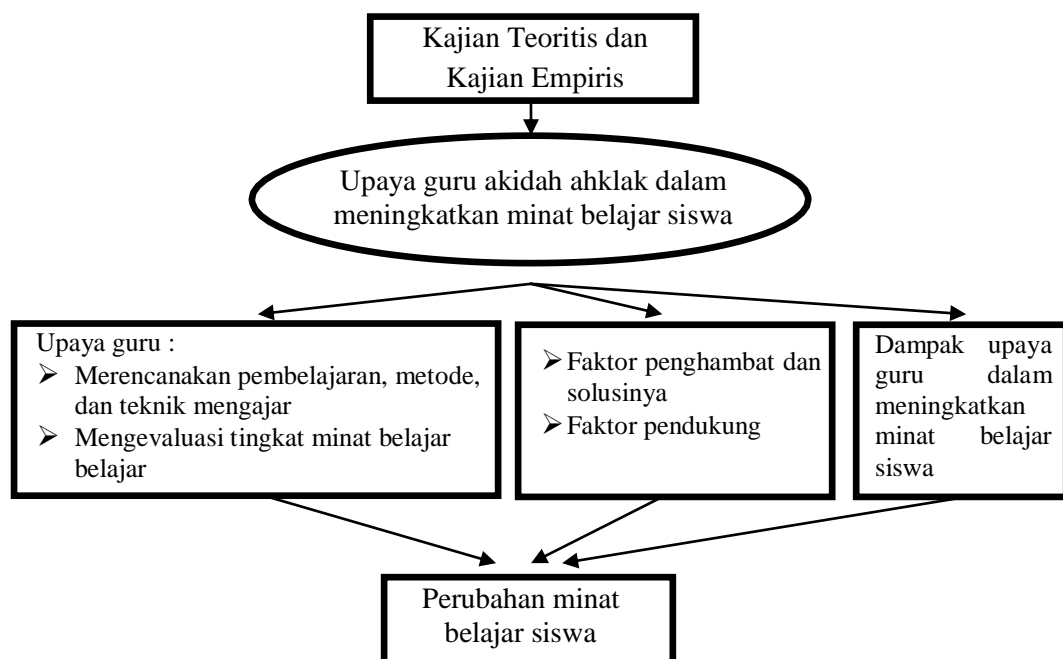 Kajian Teoritis dan
Kajian Empiris
Upaya guru akidah ahklak dalam
meningkatkan minat belajar siswa
Upaya guru :
➢ Merencanakan pembelajaran, metode,
dan teknik mengajar
➢ Mengevaluasi tingkat minat belajar
belajar
➢ Faktor penghambat dan
solusinya
➢ Faktor pendukung
Dampak upaya
guru dalam
meningkatkan
minat belajar
siswa
Perubahan minat
belajar siswa